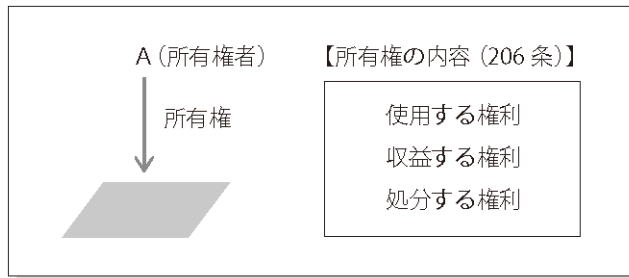 A（所有権者）
所有権
【所有権の内容（206条）】
使用する権利
収益する権利
処分する権利